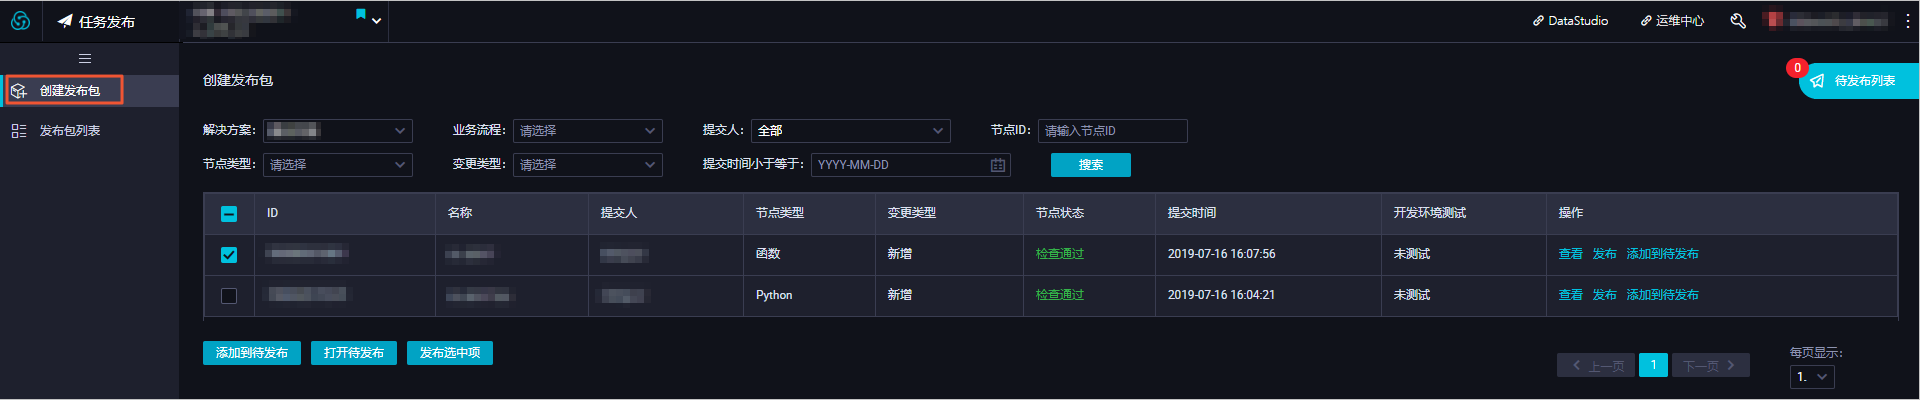 任务发布
DataStudio 运维中心
创建发布包
发布包列表
创建发布包
0 待发布列表
解决方案： 业务流程： 请选择 提交人： 全部 节点ID： 请输入节点ID
节点类型： 请选择 变更类型： 请选择 提交时间小于等于： YYYY-MM-DD 搜索
ID 名称 提交人 节点类型 变更类型 节点状态 提交时间 开发环境测试 操作
函数 新增 检查通过 2019-07-16 16:07:56 未测试 查看 发布 添加到待发布
Python 新增 检查通过 2019-07-16 16:04:21 未测试 查看 发布 添加到待发布
添加到待发布 打开待发布 发布选中项
上一页 1 下一页 每页显示：
1.